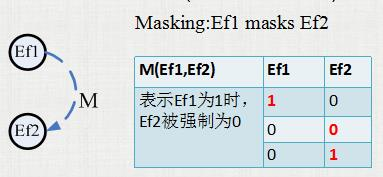 Masking:Ef1 masks Ef2
Ef1
M
Ef2
M(Ef1,Ef2) Ef1 Ef2
表示Ef1为1时， 1 0
Ef2被强制为0 0 0
0 1